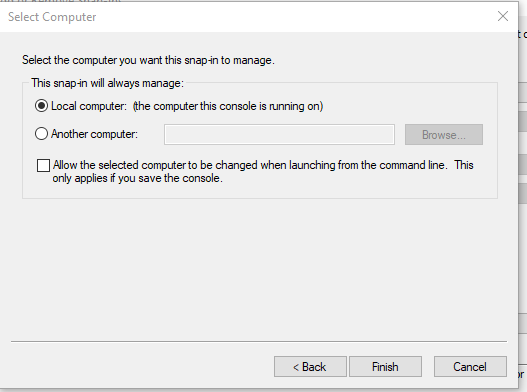 Select Computer
Select the computer you want this snap-in to manage.
This snap-in will always manage:
Local computer: (the computer this console is running on)
Another computer:
Browse...
Allow the selected computer to be changed when launching from the command line. This
only applies if you save the console.
< Back
Finish
Cancel